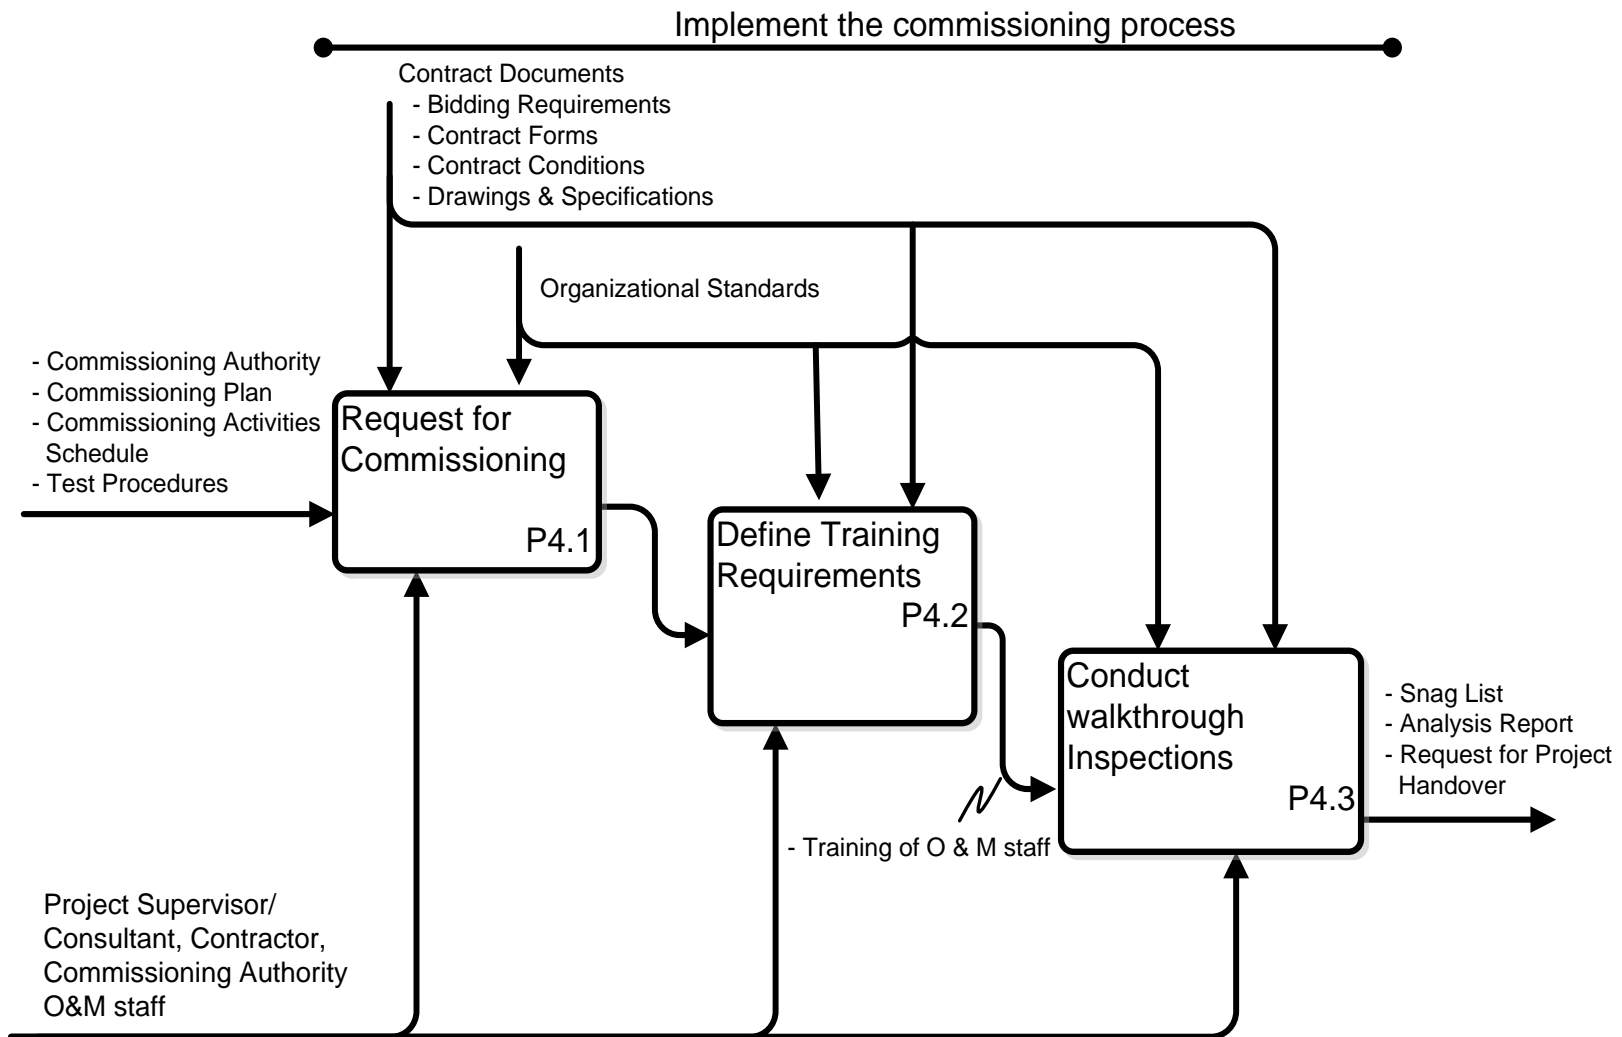 Implement the commissioning process
Contract Documents
- Bidding Requirements
- Contract Forms
- Contract Conditions
- Drawings & Specifications
Organizational Standards
- Commissioning Authority
- Commissioning Plan
- Commissioning Activities
Schedule
- Test Procedures
Request for
Commissioning
P4.1
Define Training
Requirements
P4.2
Conduct
walkthrough
Inspections
P4.3
- Snag List
- Analysis Report
- Request for Project
Handover
- Training of O & M staff
Project Supervisor/
Consultant, Contractor,
Commissioning Authority
O&M staff